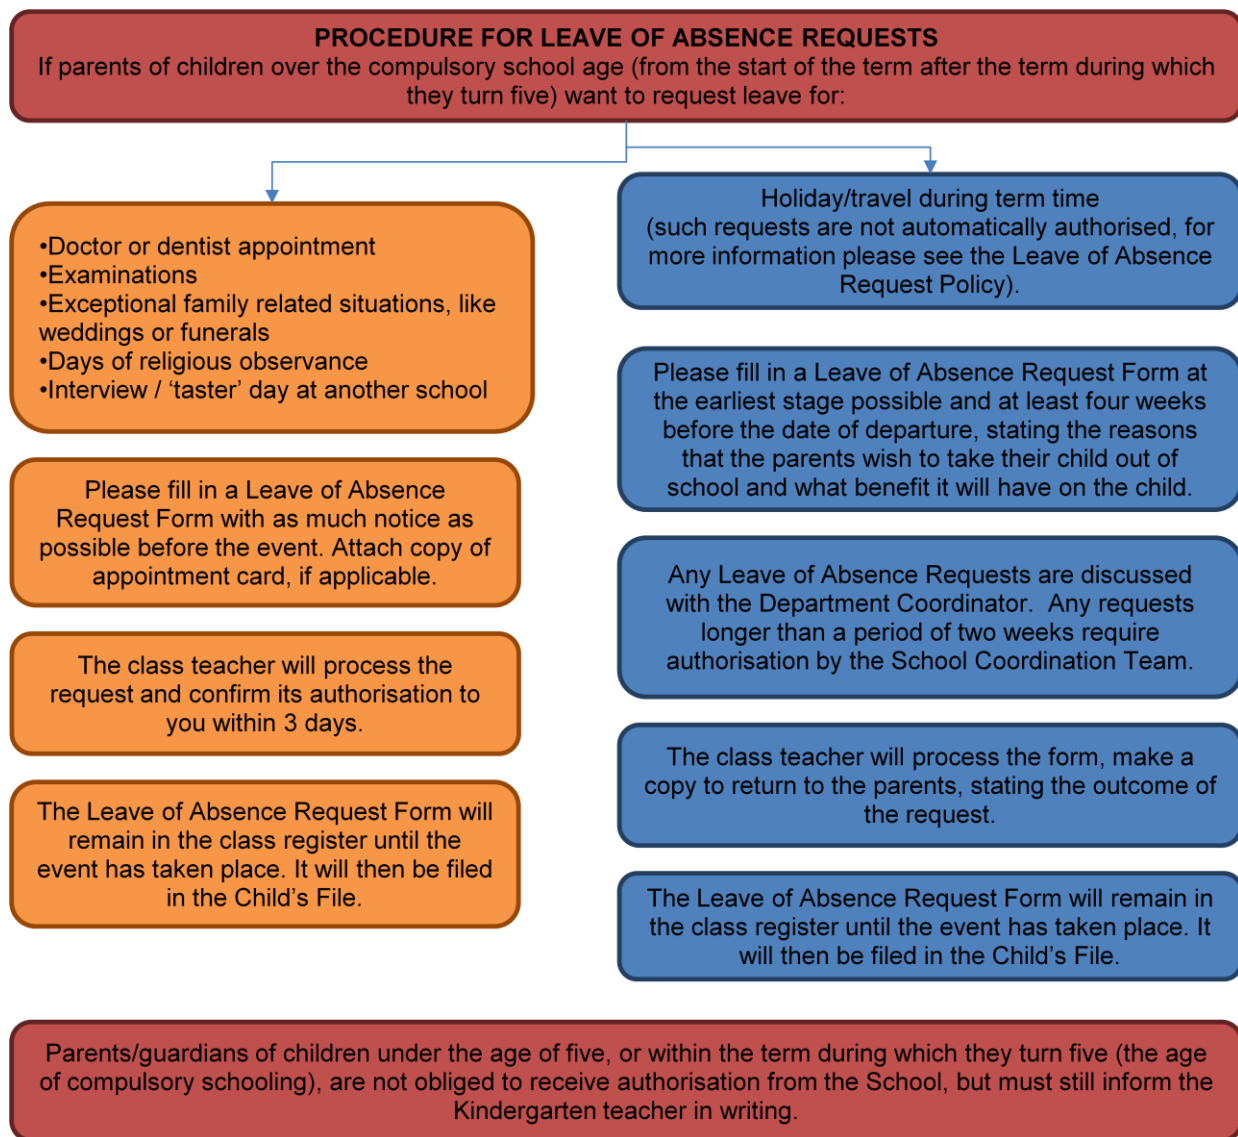 PROCEDURE FOR LEAVE OF ABSENCE REQUESTS
If parents of children over the compulsory school age (from the start of the term after the term during which
they turn five) want to request leave for:
•Doctor or dentist appointment
•Examinations
•Exceptional family related situations, like
weddings or funerals
•Days of religious observance
•Interview / ‘taster’ day at another school
Please fill in a Leave of Absence
Request Form with as much notice as
possible before the event. Attach copy of
appointment card, if applicable.
The class teacher will process the
request and confirm its authorisation to
you within 3 days.
The Leave of Absence Request Form will
remain in the class register until the
event has taken place. It will then be filed
in the Child’s File.
Holiday/travel during term time
(such requests are not automatically authorised, for
more information please see the Leave of Absence
Request Policy).
Please fill in a Leave of Absence Request Form at
the earliest stage possible and at least four weeks
before the date of departure, stating the reasons
that the parents wish to take their child out of
school and what benefit it will have on the child.
Any Leave of Absence Requests are discussed
with the Department Coordinator.  Any requests
longer than a period of two weeks require
authorisation by the School Coordination Team.
The class teacher will process the form, make a
copy to return to the parents, stating the outcome of
the request.
The Leave of Absence Request Form will remain in
the class register until the event has taken place. It
will then be filed in the Child’s File.
Parents/guardians of children under the age of five, or within the term during which they turn five (the age
of compulsory schooling), are not obliged to receive authorisation from the School, but must still inform the
Kindergarten teacher in writing.